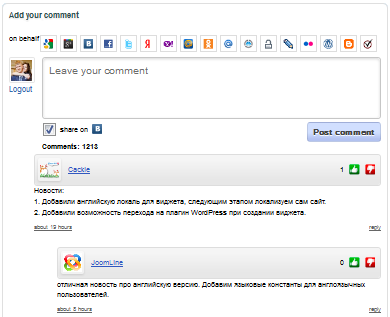 Add your comment
on behalf
Leave your comment
Logout
share on
Post comment
Comments: 1213
Cackle
1
Новости:
1. Добавили английскую локаль для виджета, следующим этапом локализуем сам сайт.
2. Добавили возможность перехода на плагин WordPress при создании виджета.
about 19 hours
reply
JoomLine
0
отличная новость про английскую версию. Добавим языковые константы для англоязычных
пользователей.
about 8 hours
reply